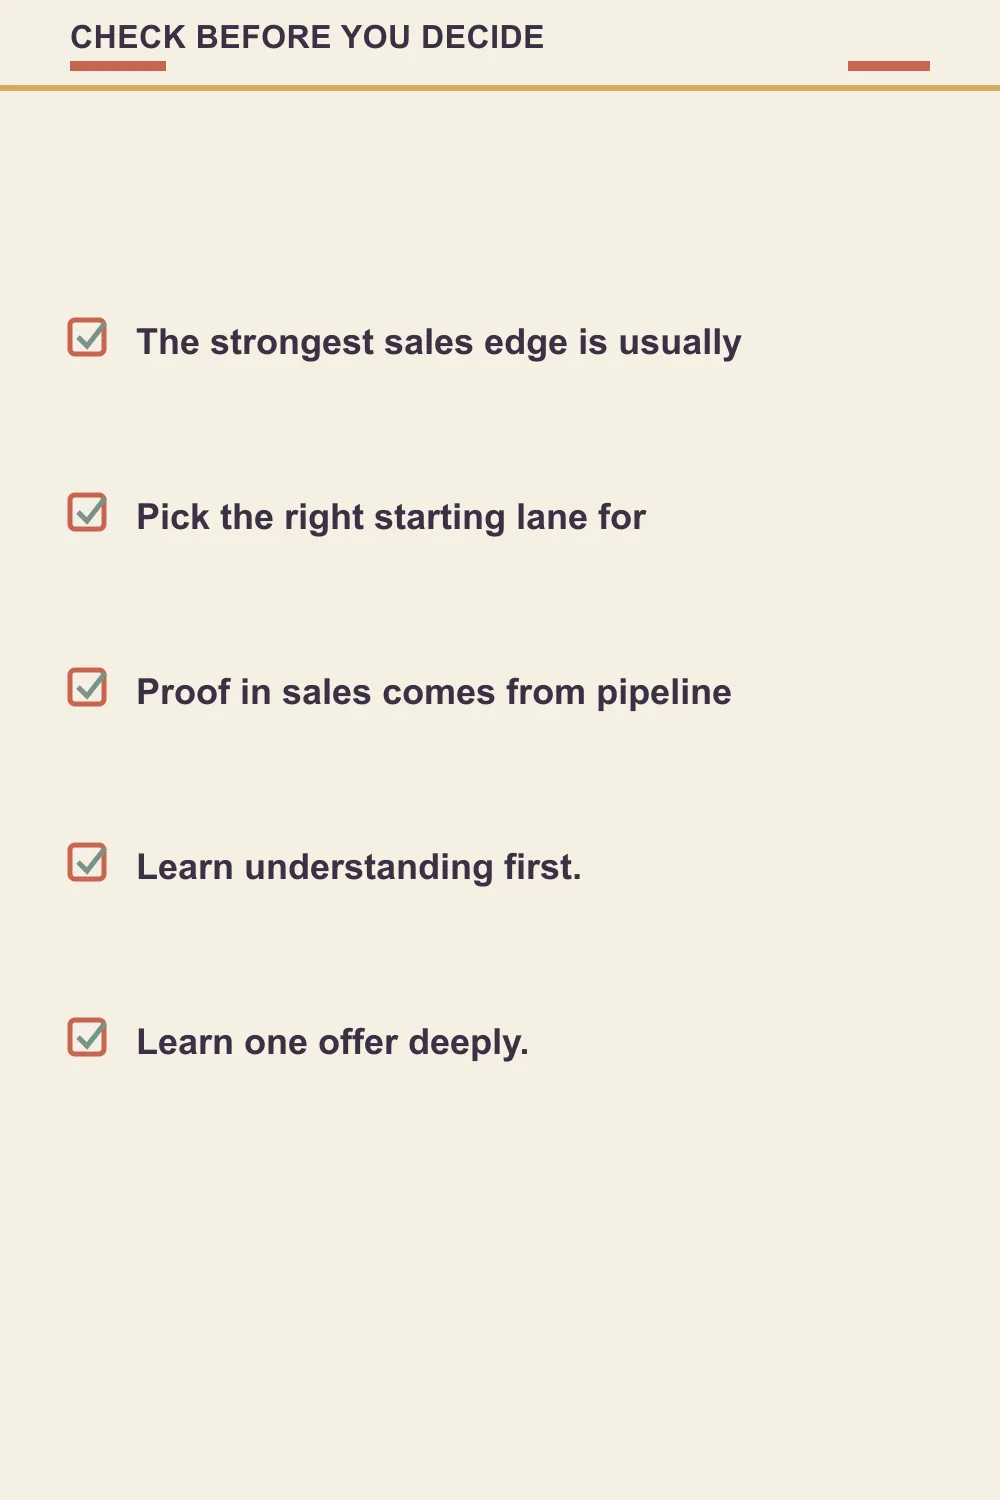 CHECK BEFORE YOU DECIDE
The strongest sales edge is usually
Pick the right starting lane for
Proof in sales comes from pipeline
Learn understanding first.
Learn one offer deeply.